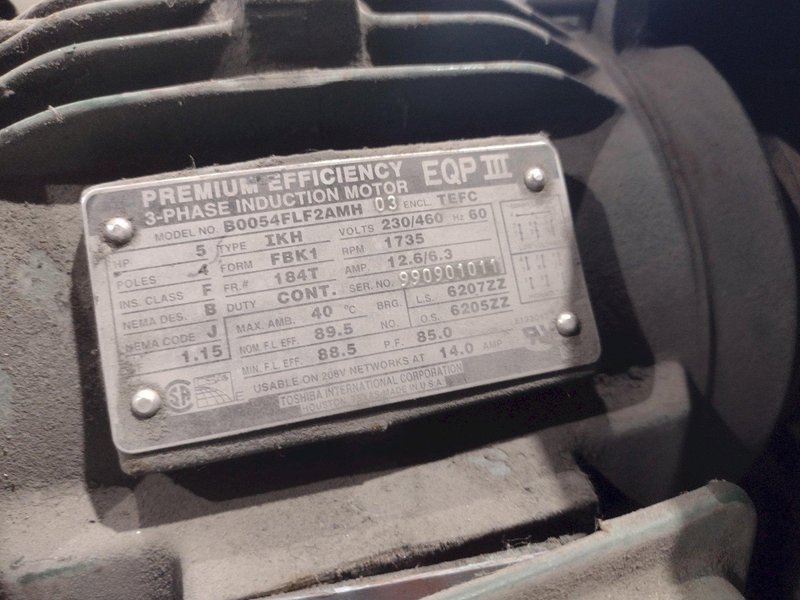 PREMIUM EFFICIENCY EQP III
3-PHASE INDUCTION MOTOR
MODEL NO. B0054FLF2AMH 03 ENCL. TEFC
HP 5 TYPE IKH VOLTS 230/460 Hz 60
POLES 4 FORM FBK1 RPM 1735
INS. CLASS F FR.# 184T AMP. 12.6/6.3
NEMA DES. B DUTY CONT. SER. NO. 990901011
NEMA CODE J MAX. AMB. 40 °C BRG. L.S. 6207ZZ
1.15 NOM. F.L. EFF. 89.5 NO. O.S. 6205ZZ
MIN. F.L. EFF. 88.5 P.F. 85.0
USABLE ON 208V NETWORKS AT 14.0 AMP
TOSHIBA INTERNATIONAL CORPORATION
HOUSTON, TEXAS MADE IN U.S.A.